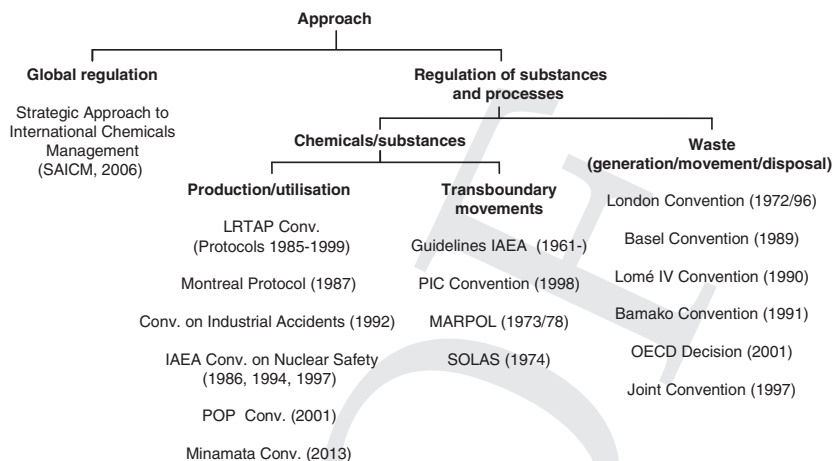 Approach
Global regulation
Strategic Approach to
International Chemicals
Management
(SAICM, 2006)
Regulation of substances
and processes
Chemicals/substances
Production/utilisation
LRTAP Conv.
(Protocols 1985-1999)
Montreal Protocol (1987)
Conv. on Industrial Accidents (1992)
IAEA Conv. on Nuclear Safety
(1986, 1994, 1997)
POP Conv. (2001)
Minamata Conv. (2013)
Transboundary
movements
Guidelines IAEA (1961-)
PIC Convention (1998)
MARPOL (1973/78)
SOLAS (1974)
Waste
(generation/movement/disposal)
London Convention (1972/96)
Basel Convention (1989)
Lomé IV Convention (1990)
Bamako Convention (1991)
OECD Decision (2001)
Joint Convention (1997)